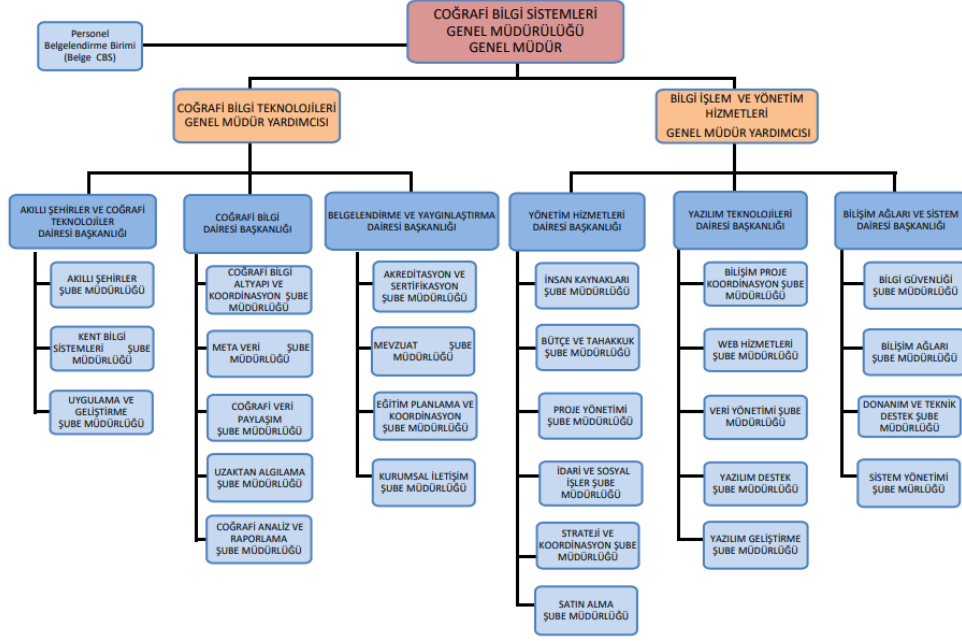 COĞRAFİ BİLGİ SİSTEMLERİ
GENEL MÜDÜRÜLÜĞÜ
GENEL MÜDÜR
Personel
Belgelendirme Birimi
(Belge CBS)
COĞRAFİ BİLGİ TEKNOLOJİLERİ
GENEL MÜDÜR YARDIMCISI
BİLGİ İŞLEM VE YÖNETİM
HİZMETLERİ
GENEL MÜDÜR YARDIMCISI
AKILLI ŞEHİRLER VE COĞRAFİ
TEKNOLOJİLER
DAİRESİ BAŞKANLIĞI
COĞRAFİ BİLGİ
DAİRESİ BAŞKANLIĞI
BELGELENDİRME VE YAYGINLAŞTIRMA
DAİRESİ BAŞKANLIĞI
YÖNETİM HİZMETLERİ
DAİRESİ BAŞKANLIĞI
YAZILIM TEKNOLOJİLERİ
DAİRESİ BAŞKANLIĞI
BİLİŞİM AĞLARI VE SİSTEM
DAİRESİ BAŞKANLIĞI
AKILLI ŞEHİRLER
ŞUBE MÜDÜRLÜĞÜ
KENT BİLGİ
SİSTEMLERİ ŞUBE
MÜDÜRLÜĞÜ
UYGULAMA VE
GELİŞTİRME
ŞUBE MÜDÜRLÜĞÜ
COĞRAFİ BİLGİ
ALTYAPI VE
KOORDİNASYON ŞUBE
MÜDÜRLÜĞÜ
META VERİ ŞUBE
MÜDÜRLÜĞÜ
COĞRAFİ VERİ
PAYLAŞIM
ŞUBE MÜDÜRLÜĞÜ
UZAKTAN ALGILAMA
ŞUBE MÜDÜRLÜĞÜ
COĞRAFİ ANALİZ VE
RAPORLAMA
ŞUBE MÜDÜRLÜĞÜ
AKREDİTASYON VE
SERTİFİKASYON
ŞUBE MÜDÜRLÜĞÜ
MEVZUAT ŞUBE
MÜDÜRLÜĞÜ
EĞİTİM PLANLAMA VE
KOORDİNASYON
ŞUBE MÜDÜRLÜĞÜ
KURUMSAL İLETİŞİM
ŞUBE MÜDÜRLÜĞÜ
İNSAN KAYNAKLARI
ŞUBE MÜDÜRLÜĞÜ
BÜTÇE VE TAHAKKUK
ŞUBE MÜDÜRLÜĞÜ
PROJE YÖNETİMİ
ŞUBE MÜDÜRLÜĞÜ
İDARİ VE SOSYAL
İŞLER ŞUBE
MÜDÜRLÜĞÜ
STRATEJİ VE
KOORDİNASYON ŞUBE
MÜDÜRLÜĞÜ
SATIN ALMA
ŞUBE MÜDÜRLÜĞÜ
BİLİŞİM PROJE
KOORDİNASYON ŞUBE
MÜDÜRLÜĞÜ
WEB HİZMETLERİ
ŞUBE MÜDÜRLÜĞÜ
VERİ YÖNETİMİ ŞUBE
MÜDÜRLÜĞÜ
YAZILIM DESTEK
ŞUBE MÜDÜRLÜĞÜ
YAZILIM GELİŞTİRME
ŞUBE MÜDÜRLÜĞÜ
BİLGİ GÜVENLİĞİ
ŞUBE MÜDÜRLÜĞÜ
BİLİŞİM AĞLARI
ŞUBE MÜDÜRLÜĞÜ
DONANIM VE TEKNİK
DESTEK ŞUBE
MÜDÜRLÜĞÜ
SİSTEM YÖNETİMİ
ŞUBE MÜRLÜĞÜ